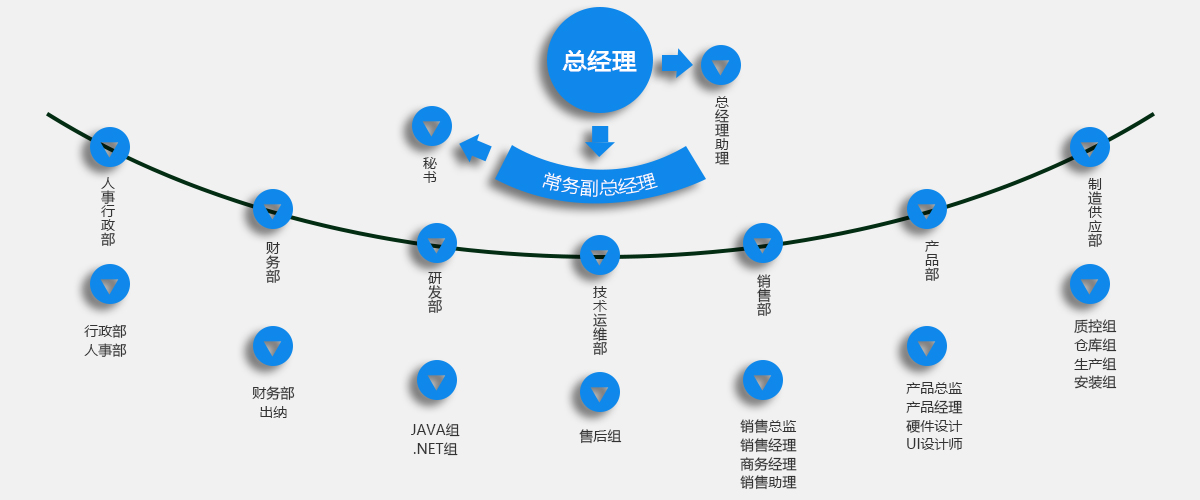 总经理
总经理助理
秘书
常务副总经理
人事行政部
财务部
研发部
技术运维部
销售部
产品部
制造供应部
行政部
人事部
财务部
出纳
JAVA组
.NET组
售后组
销售总监
销售经理
商务经理
销售助理
产品总监
产品经理
硬件设计
UI设计师
质控组
仓库组
生产组
安装组